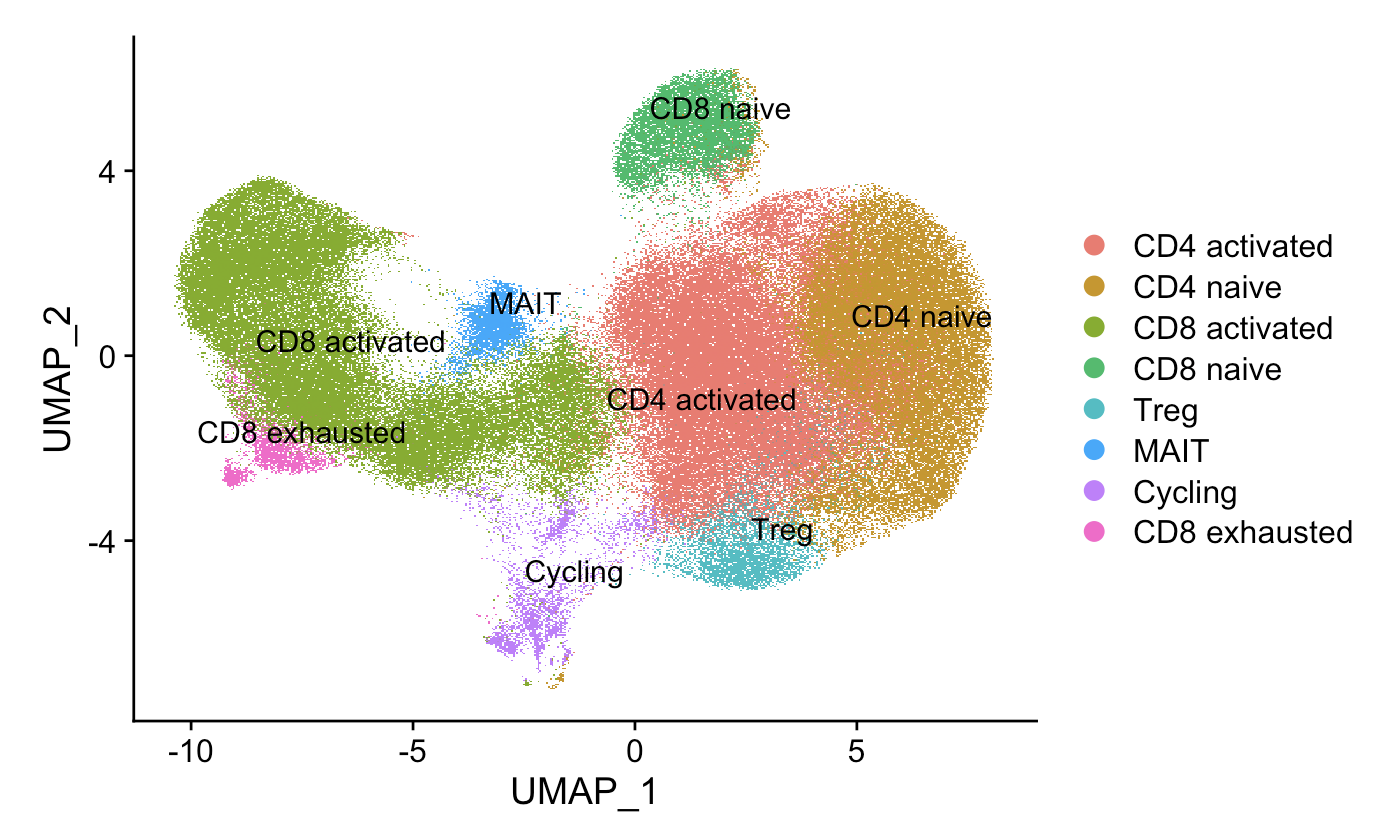 CD8 naive
4
MAIT
CD4 naive
CD8 activated
0
CD4 activated
CD8 exhausted
Treg
-4
Cycling
UMAP_2
-10
-5
0
5
UMAP_1
CD4 activated
CD4 naive
CD8 activated
CD8 naive
Treg
MAIT
Cycling
CD8 exhausted